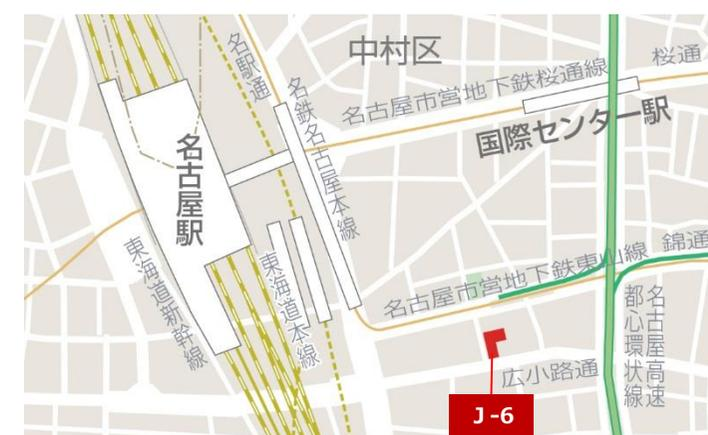 中村区
桜通
名駅通
名鉄名古屋本線
名古屋市営地下鉄桜通線
国際センター駅
名古屋駅
東海道新幹線
東海道本線
名古屋市営地下鉄東山線
錦通
名古屋高速
都心環状線
広小路通
J-6